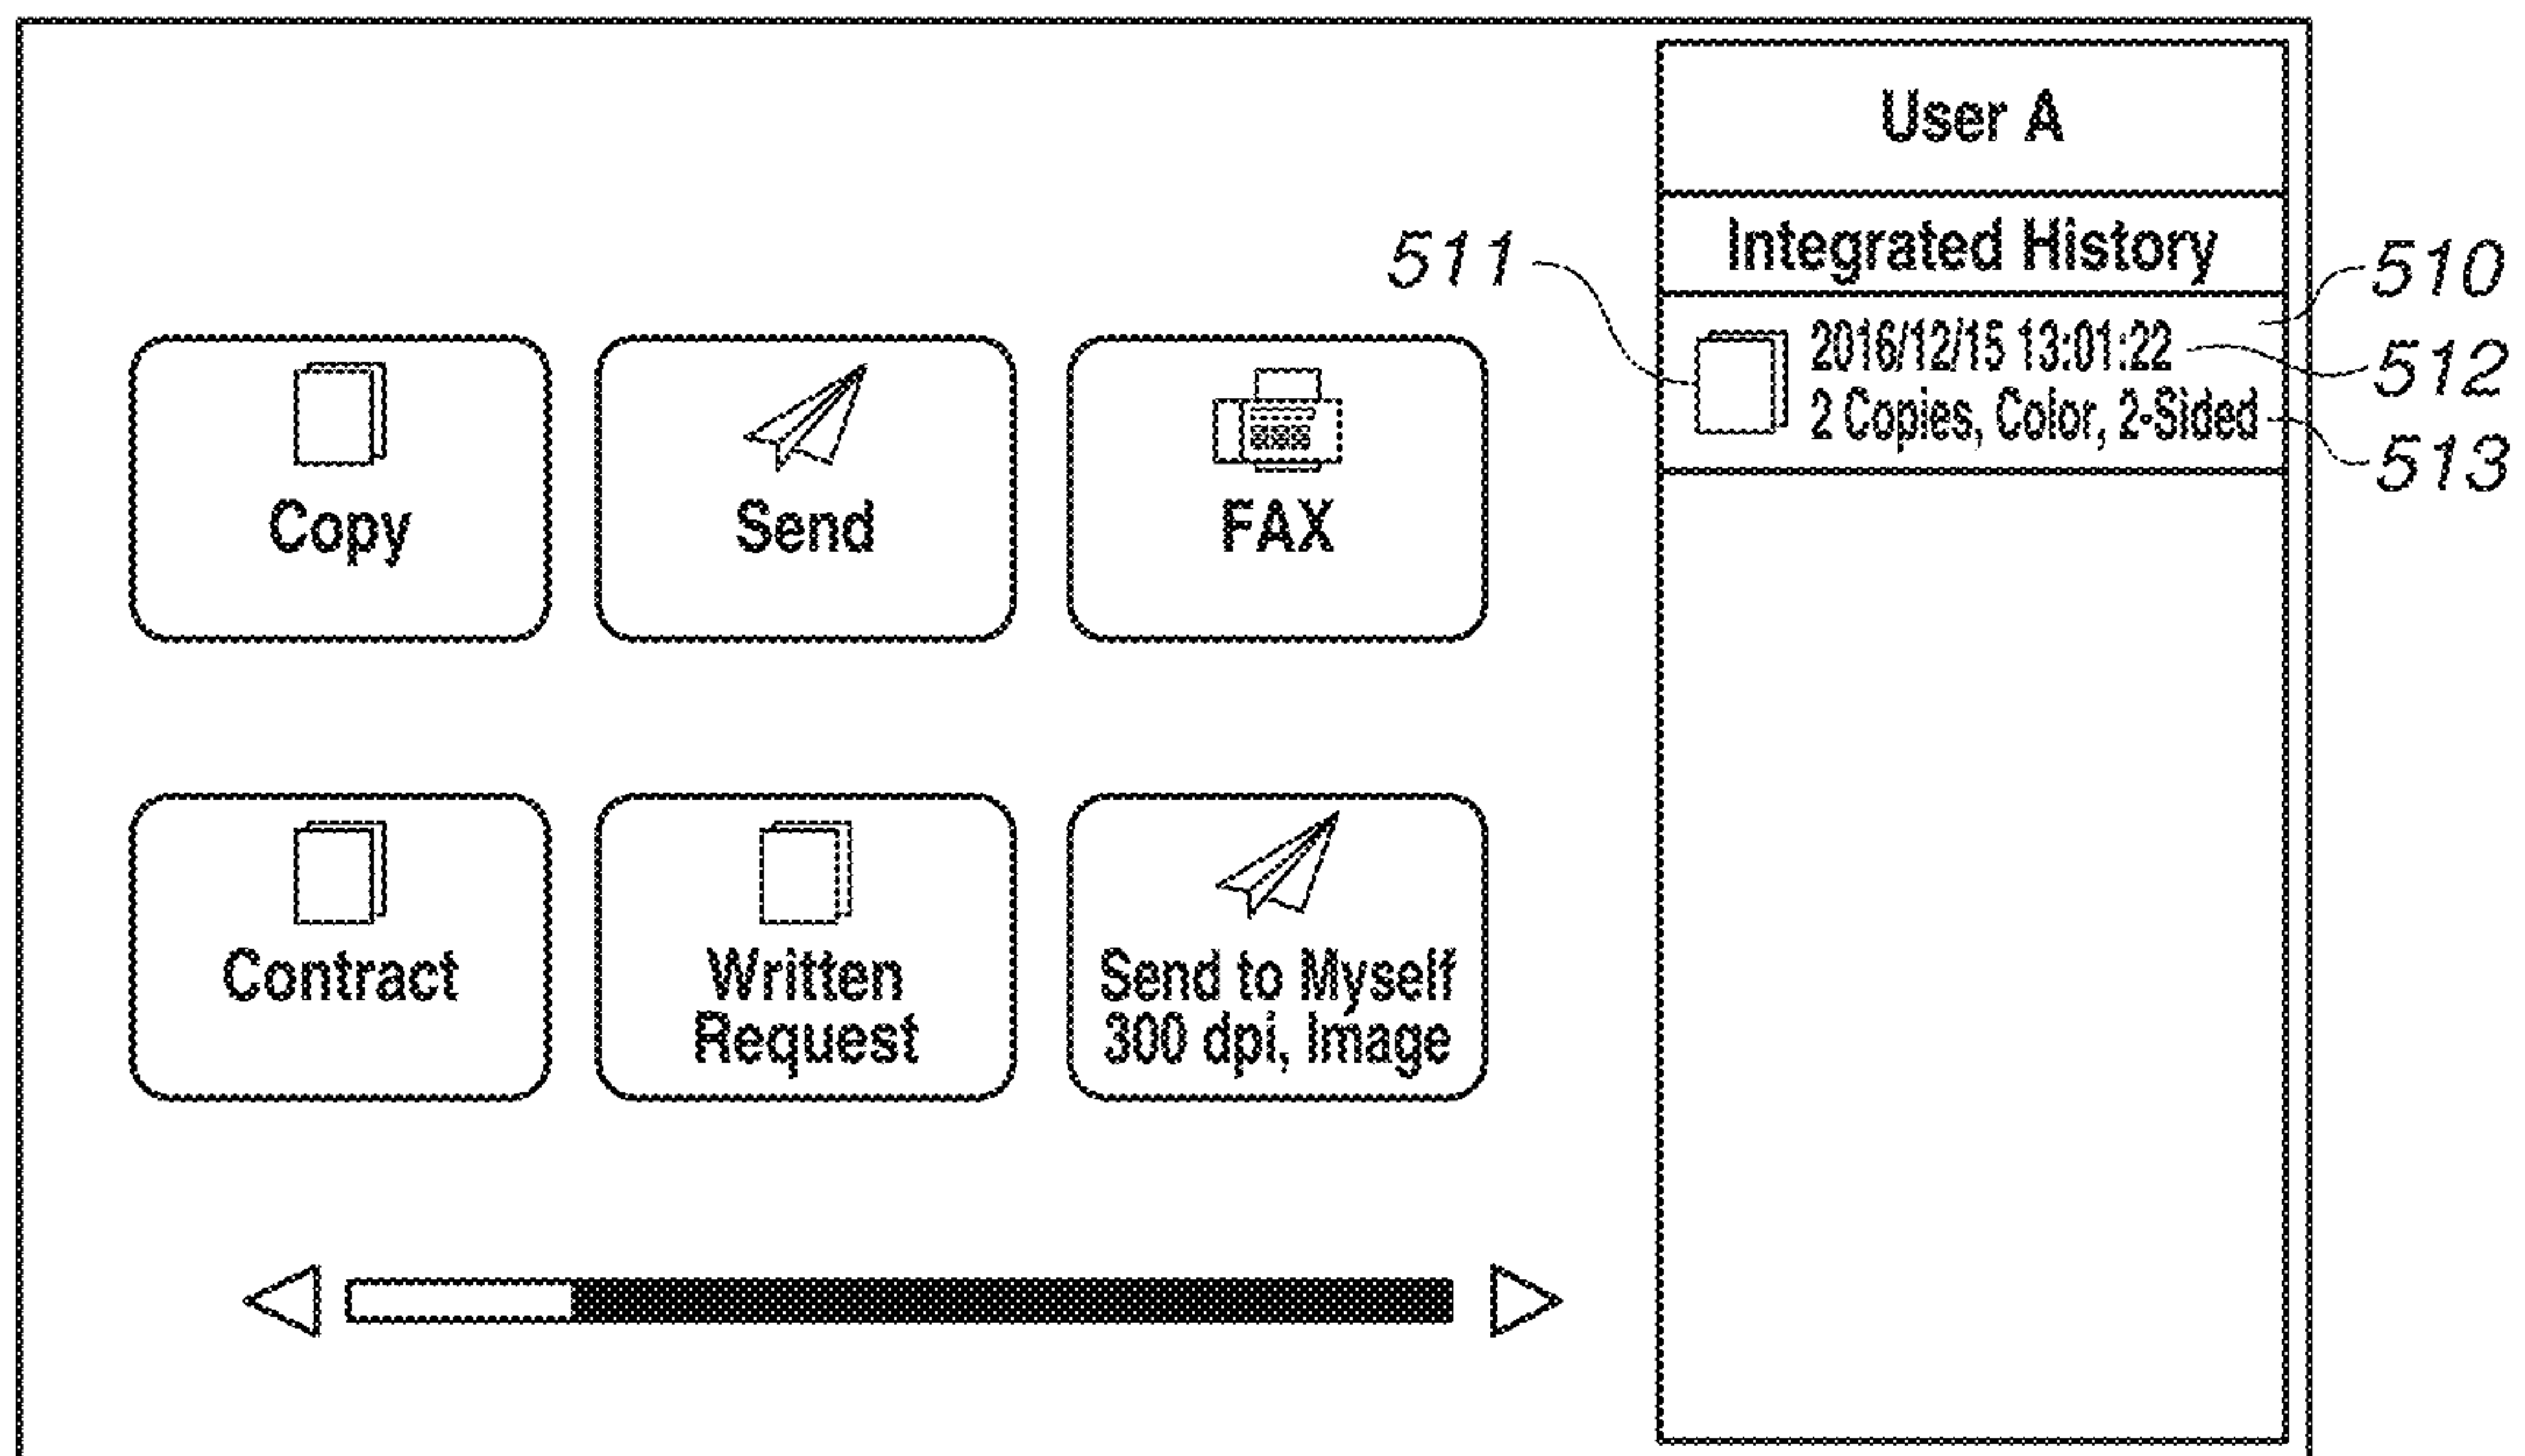 User A
Integrated History
511
510
2016/12/15 13:01:22
512
2 Copies, Color, 2-Sided
513
Copy
Send
FAX
Contract
Written
Request
Send to Myself
300 dpi, Image